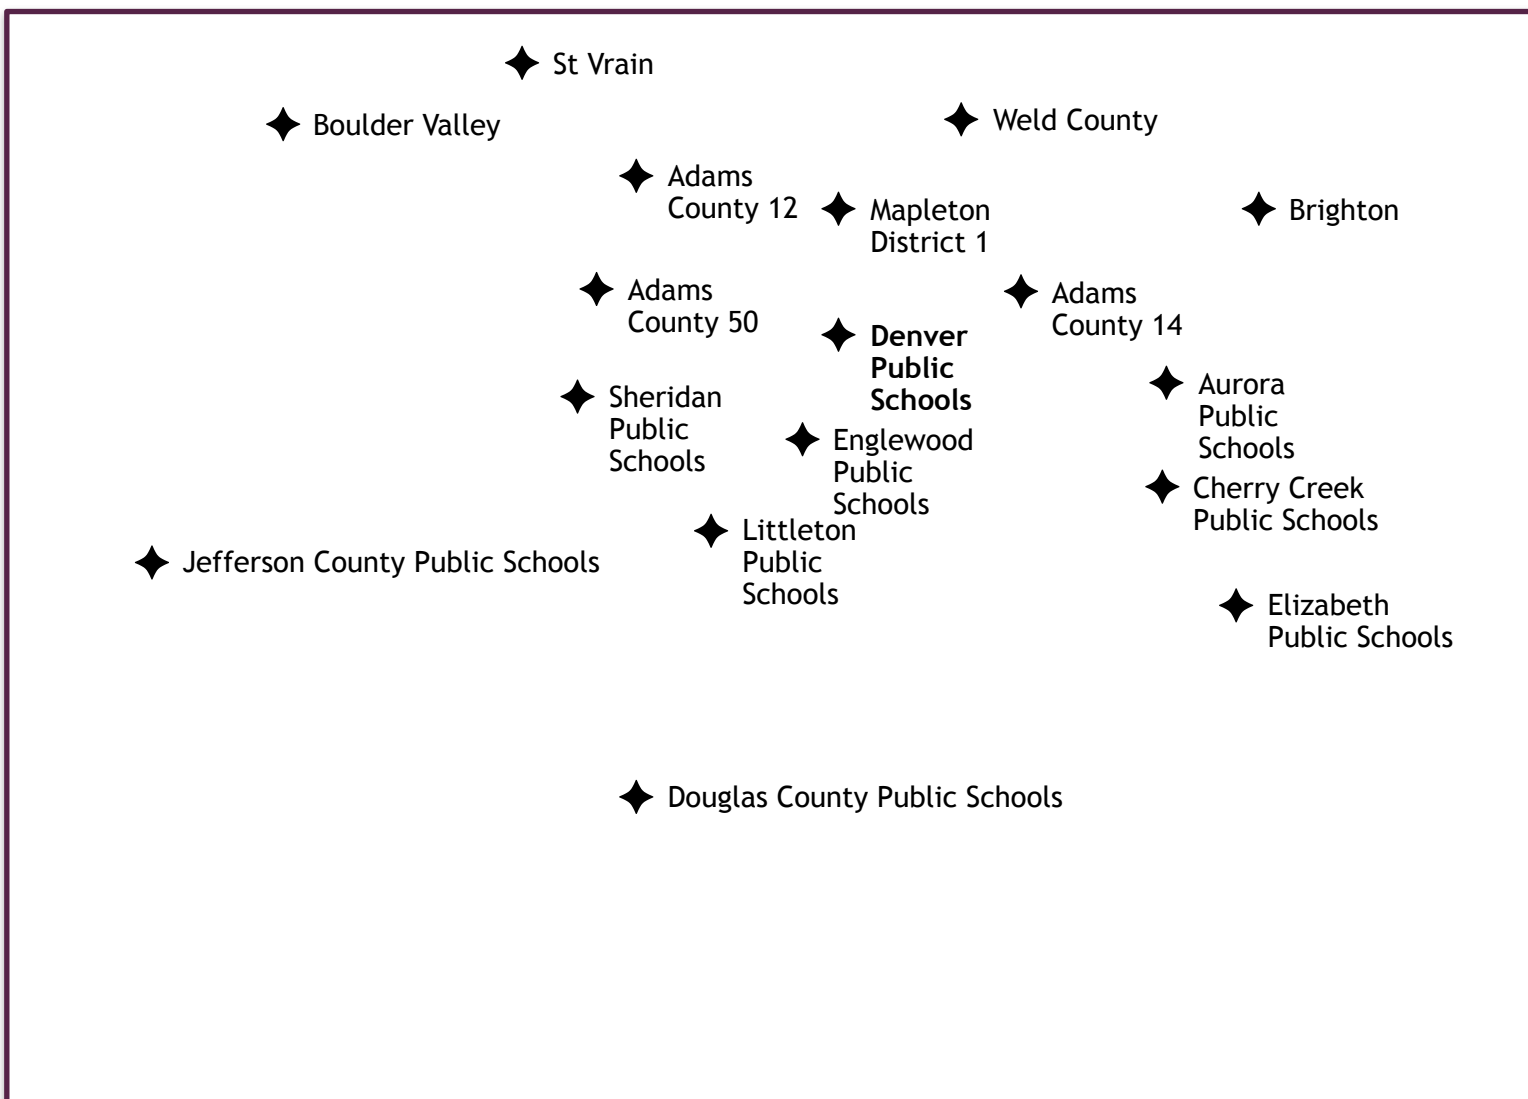 St Vrain
Boulder Valley
Weld County
Adams
County 12
Mapleton
District 1
Brighton
Adams
County 50
Adams
County 14
Denver
Public
Schools
Aurora
Public
Schools
Sheridan
Public
Schools
Englewood
Public
Schools
Cherry Creek
Public Schools
Littleton
Public
Schools
Jefferson County Public Schools
Elizabeth
Public Schools
Douglas County Public Schools